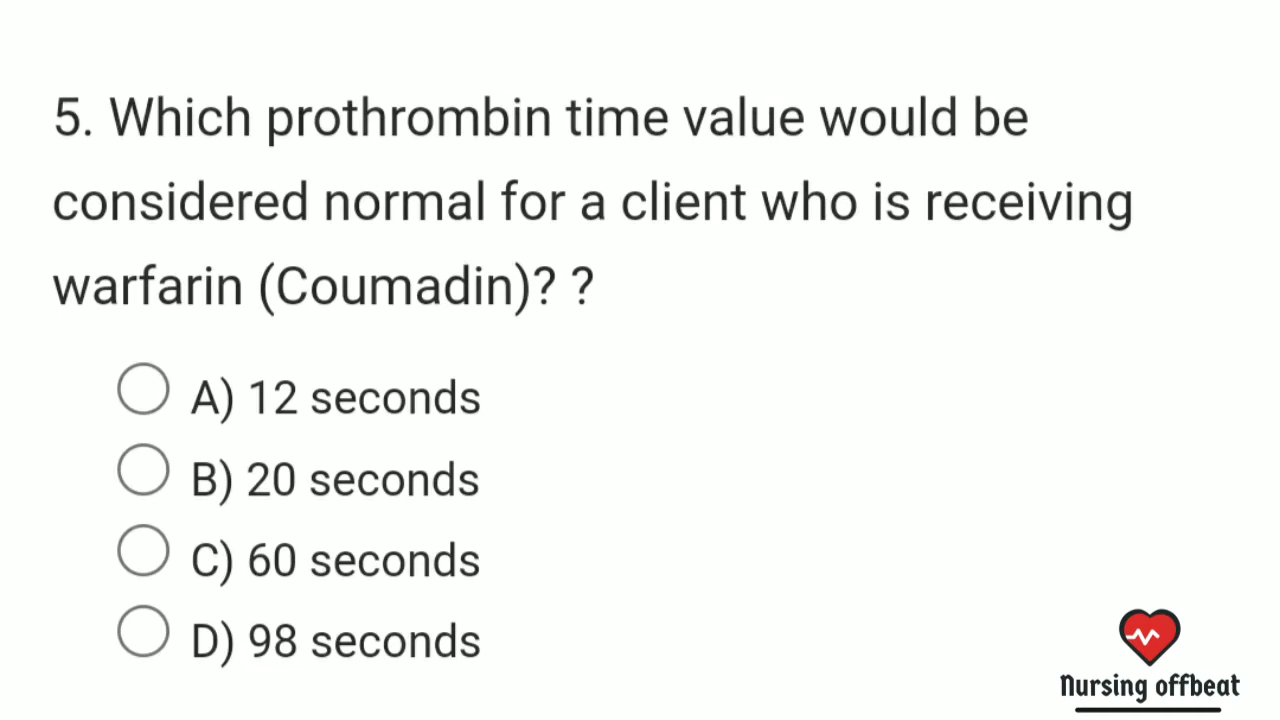 5. Which prothrombin time value would be
considered normal for a client who is receiving
warfarin (Coumadin)? ?
A) 12 seconds
B) 20 seconds
C) 60 seconds
D) 98 seconds
Nursing offbeat